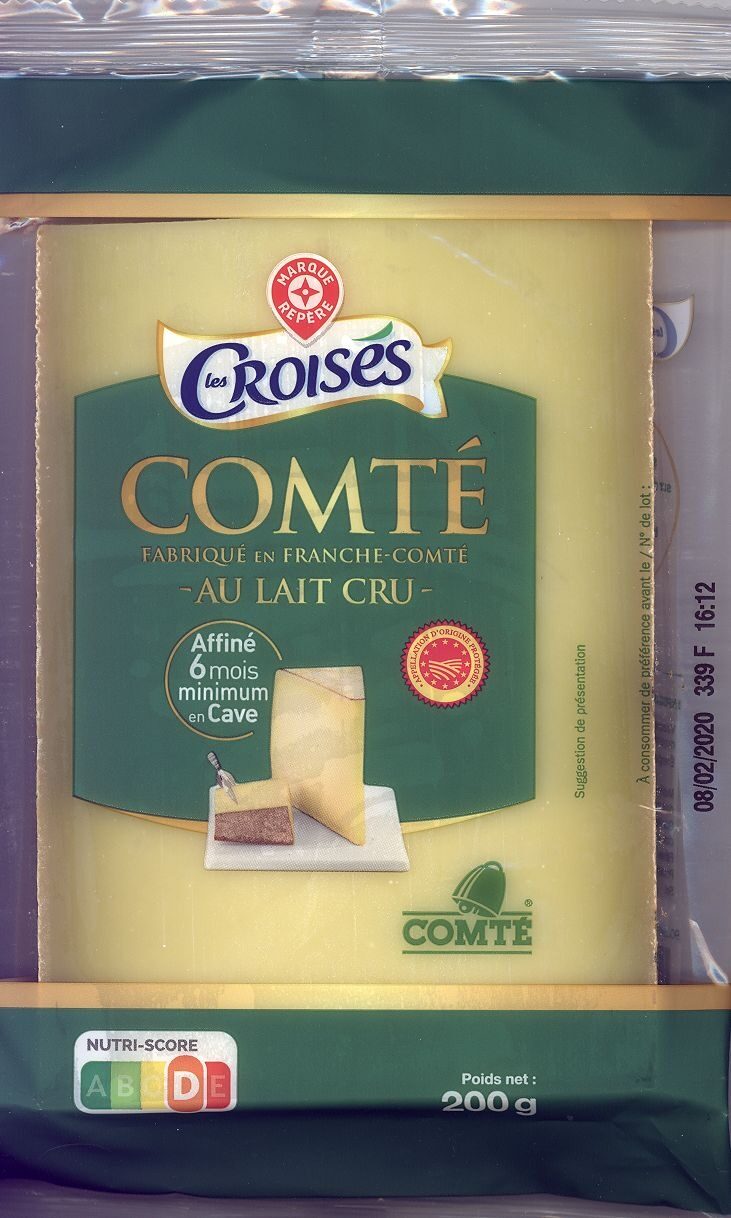 MARQUE
REPÈRE
les CROISÉS
COMTÉ
FABRIQUÉ EN FRANCHE-COMTÉ
-AU LAIT CRU-
Affiné
6 mois
minimum
en Cave
APPELLATION D'ORIGINE PROTÉGÉE
Suggestion de présentation
À consommer de préférence avant le / N° de lot :
08/02/2020 339 F 16:12
COMTÉ®
NUTRI-SCORE
A B C D E
Poids net :
200 g